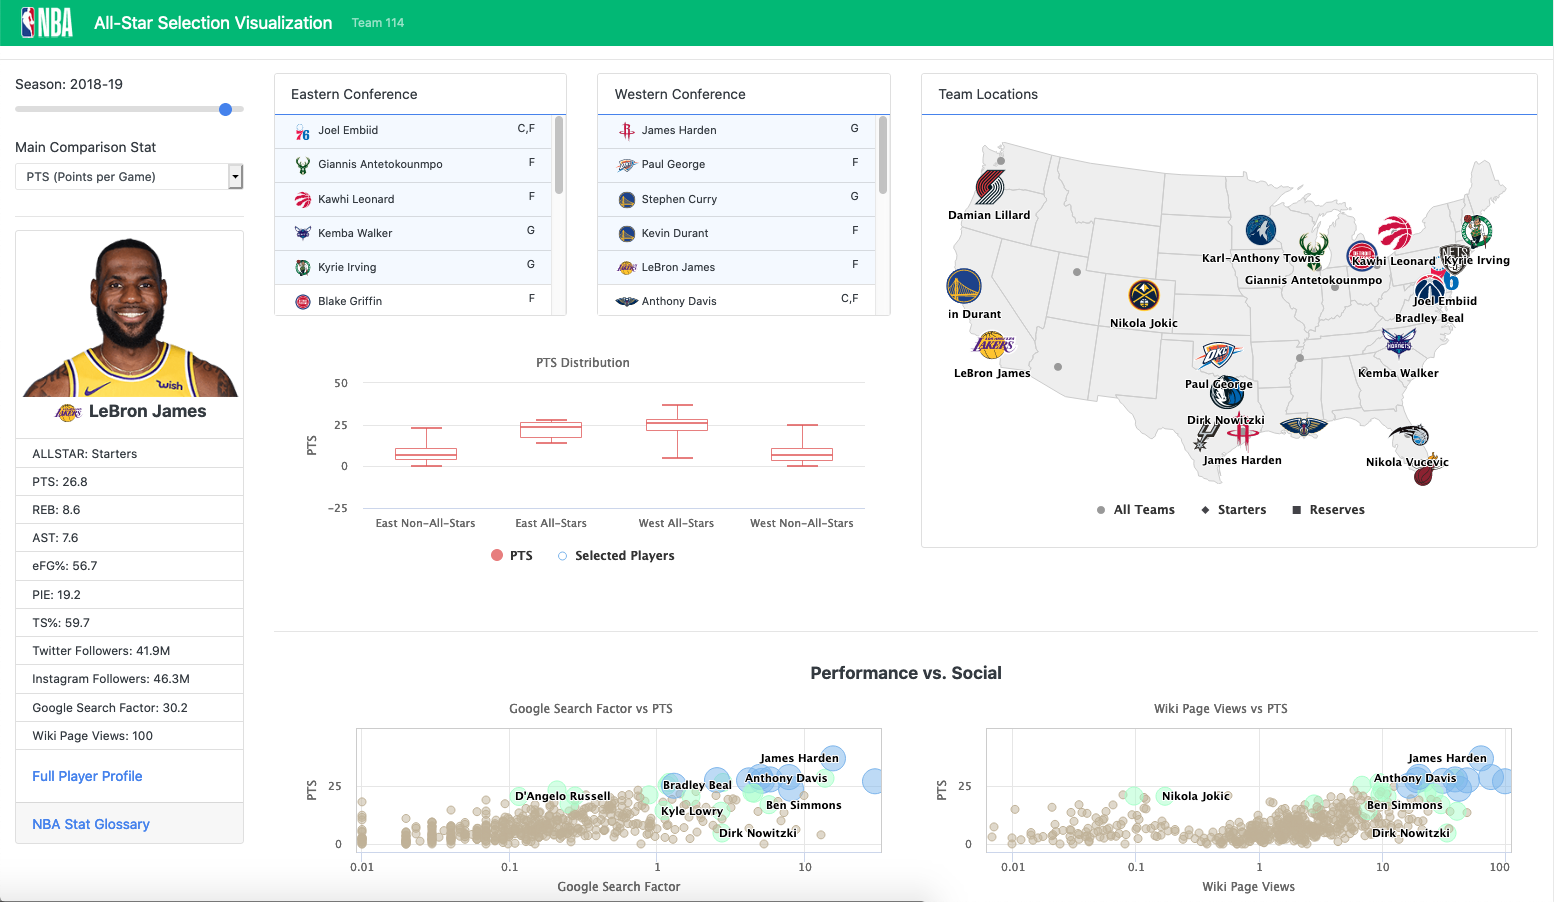 NBA All-Star Selection Visualization Team 114
Season: 2018-19
Main Comparison Stat
PTS (Points per Game)
wish
LeBron James
ALLSTAR: Starters
PTS: 26.8
REB: 8.6
AST: 7.6
eFG%: 56.7
PIE: 19.2
TS%: 59.7
Twitter Followers: 41.9M
Instagram Followers: 46.3M
Google Search Factor: 30.2
Wiki Page Views: 100
Full Player Profile
NBA Stat Glossary
Eastern Conference
Joel Embiid C,F
Giannis Antetokounmpo F
Kawhi Leonard F
Kemba Walker G
Kyrie Irving G
Blake Griffin F
Western Conference
James Harden G
Paul George F
Stephen Curry G
Kevin Durant F
LeBron James F
Anthony Davis C,F
Team Locations
Damian Lillard
Karl-Anthony Towns
Kawhi Leonard
Kyrie Irving
Giannis Antetokounmpo
Joel Embiid
in Durant
Bradley Beal
Nikola Jokic
LeBron James
Kemba Walker
Paul George
Dirk Nowitzki
James Harden
Nikola Vucevic
All Teams Starters Reserves
PTS Distribution
PTS
50
25
0
-25
East Non-All-Stars East All-Stars West All-Stars West Non-All-Stars
PTS Selected Players
Performance vs. Social
Google Search Factor vs PTS
PTS
25
0
James Harden
Anthony Davis
Bradley Beal
D'Angelo Russell
Ben Simmons
Kyle Lowry
Dirk Nowitzki
0.01 0.1 1 10
Google Search Factor
Wiki Page Views vs PTS
PTS
25
0
James Harden
Anthony Davis
Nikola Jokic
Ben Simmons
Dirk Nowitzki
0.01 0.1 1 10 100
Wiki Page Views